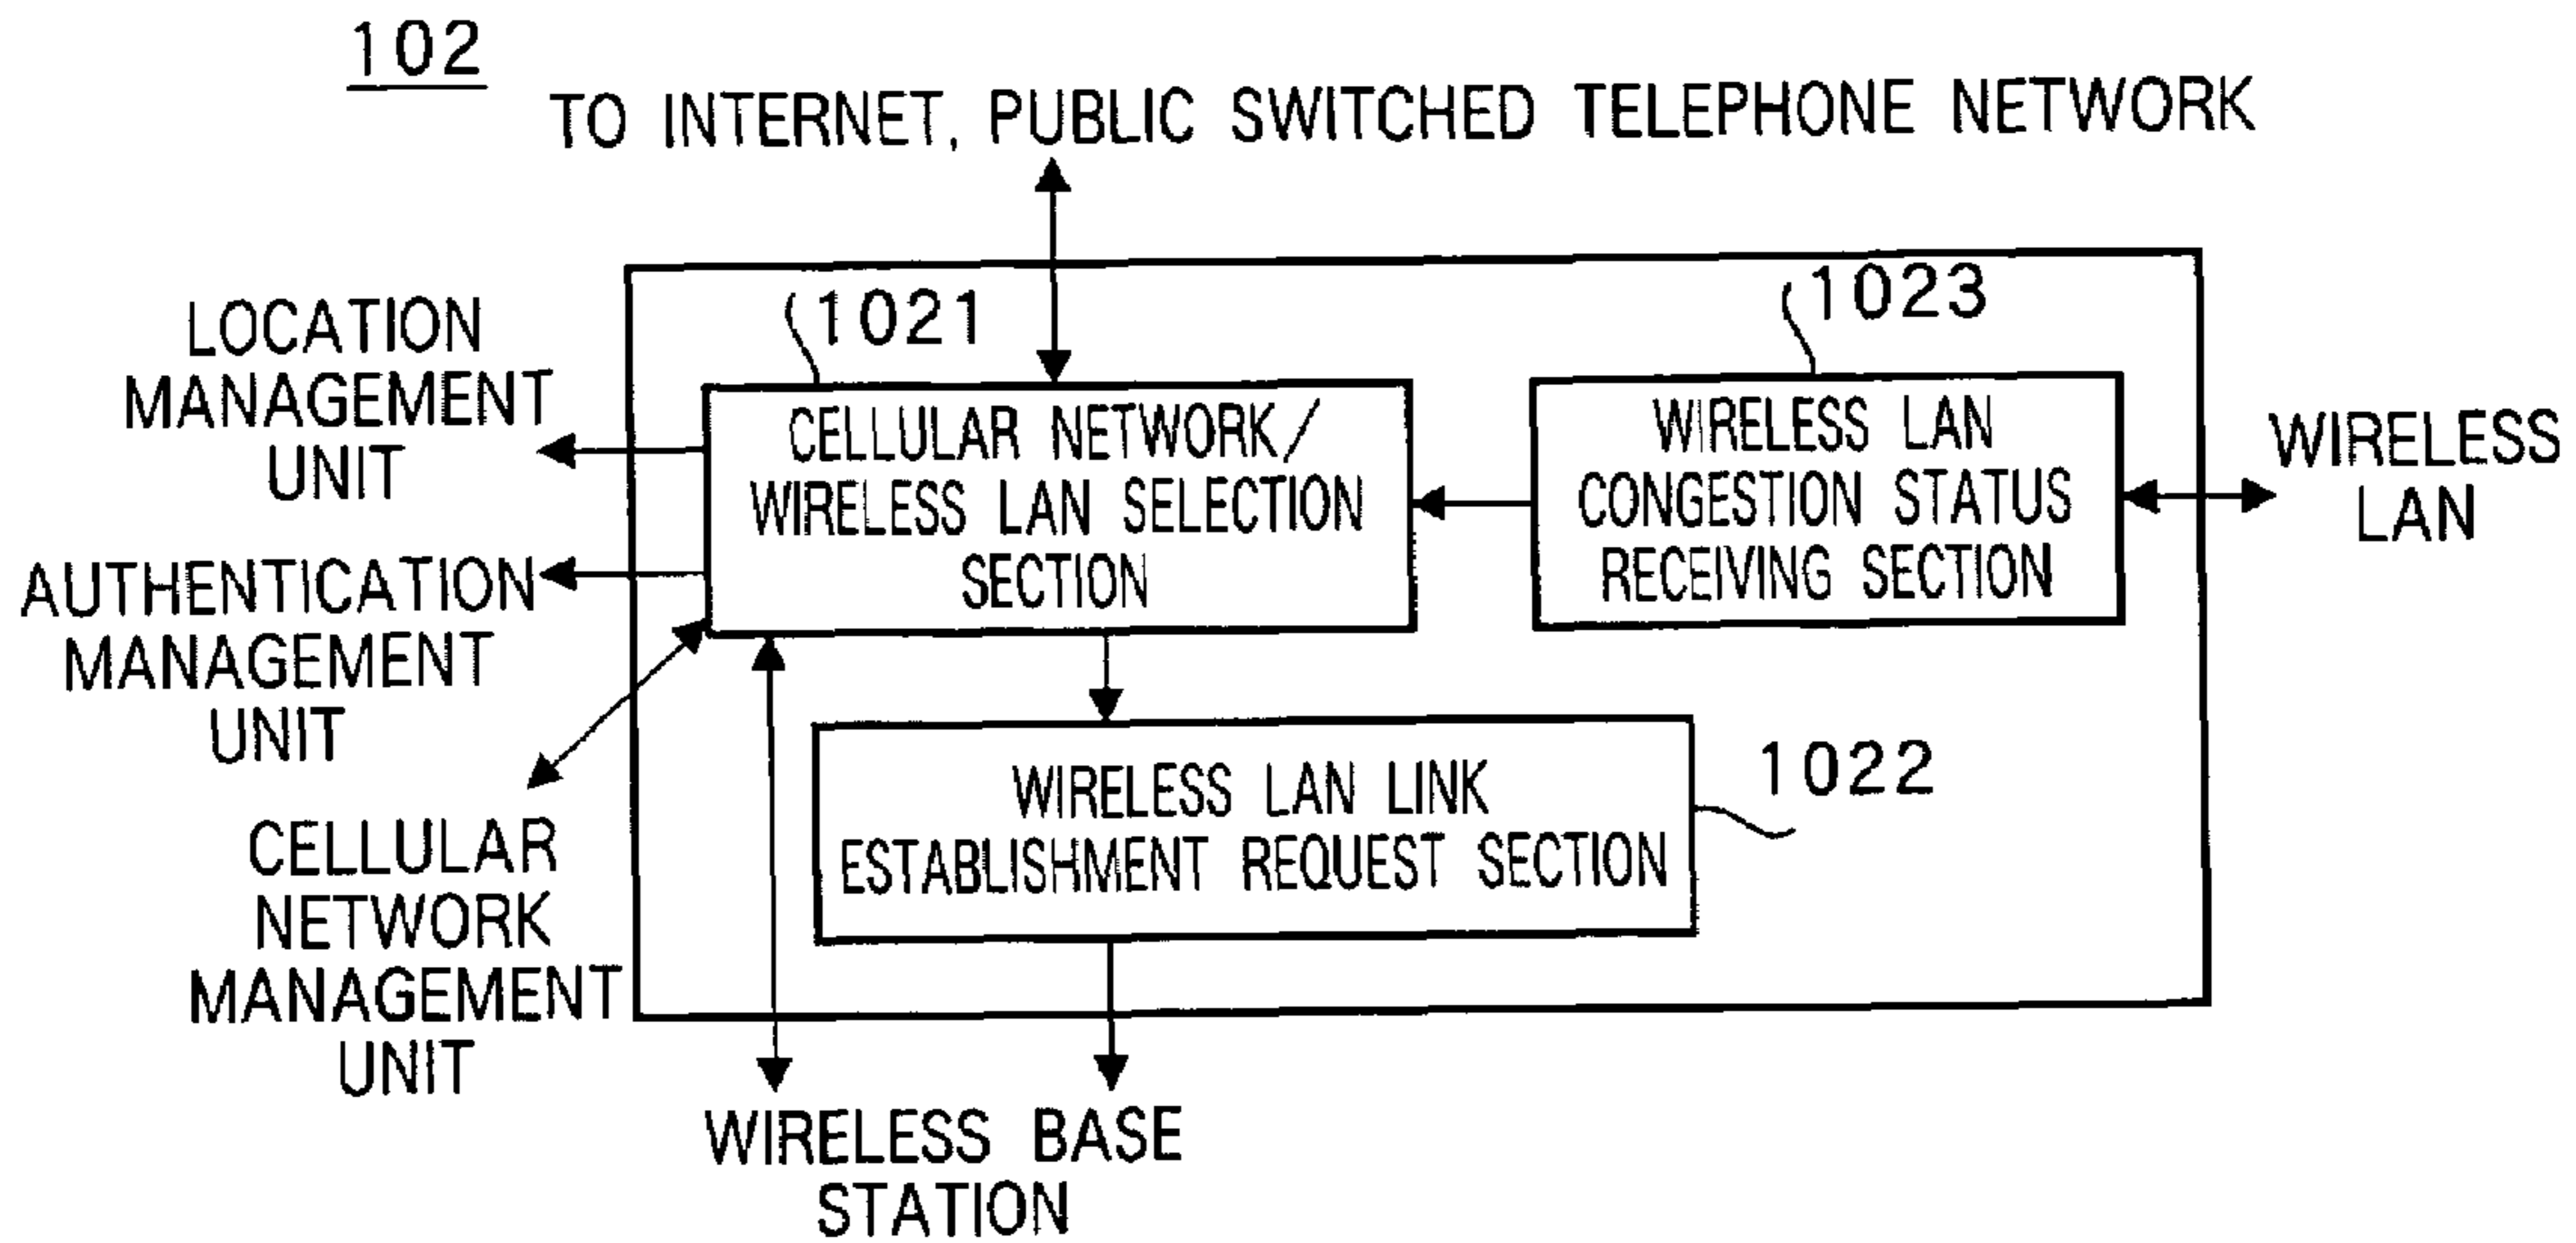 102
TO INTERNET, PUBLIC SWITCHED TELEPHONE NETWORK
1021
1023
LOCATION
MANAGEMENT
UNIT
CELLULAR NETWORK/
WIRELESS LAN SELECTION
SECTION
WIRELESS LAN
CONGESTION STATUS
RECEIVING SECTION
WIRELESS
LAN
AUTHENTICATION
MANAGEMENT
UNIT
WIRELESS LAN LINK
ESTABLISHMENT REQUEST SECTION
1022
CELLULAR
NETWORK
MANAGEMENT
UNIT
WIRELESS BASE
STATION